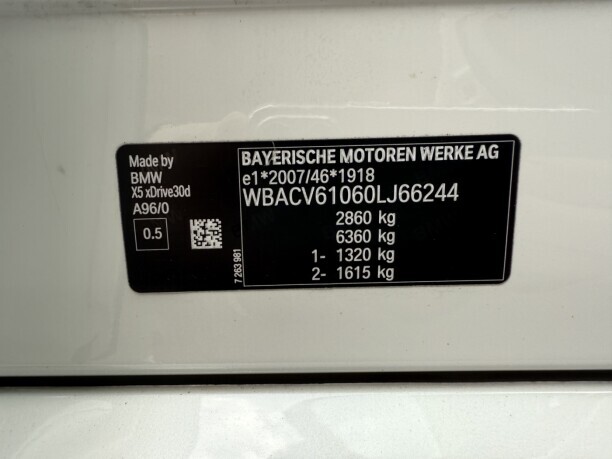 Made by
BMW
X5 xDrive30d
A96/0
0.5
7 263 981
BAYERISCHE MOTOREN WERKE AG
e1*2007/46*1918
WBACV61060LJ66244
2860 kg
6360 kg
1- 1320 kg
2- 1615 kg